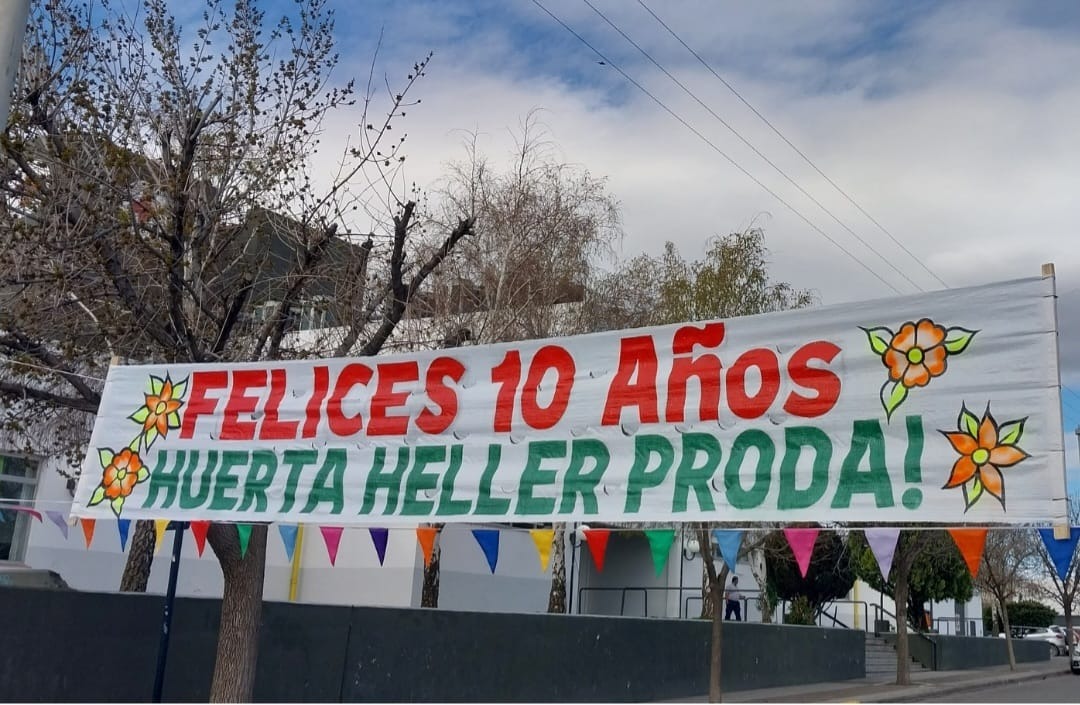 FELICES 10 Años
HUERTA HELLER PRODA!